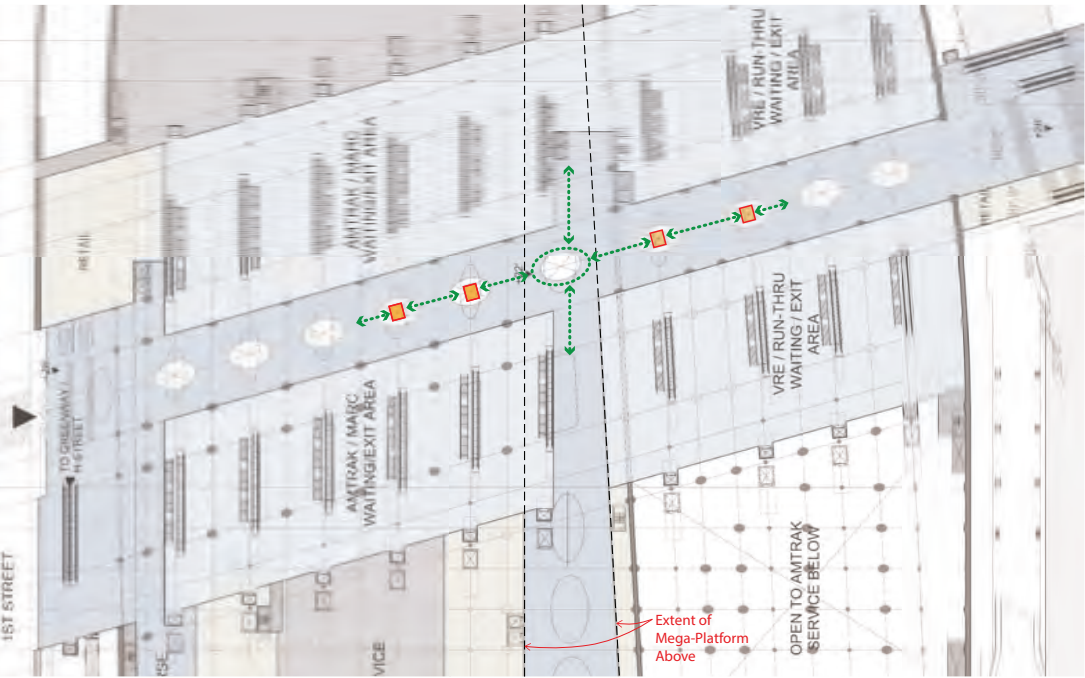 VRE / RUN-THRU
WAITING / EXIT
AREA
AMTRAK / MARC
WAITING/EXIT AREA
RETAIL
RETAIL
VRE / RUN-THRU
WAITING / EXIT
AREA
TO GREENWAY /
H STREET
AMTRAK / MARC
WAITING/EXIT AREA
1ST STREET
OPEN TO AMTRAK
SERVICE BELOW
VICE
Extent of
Mega-Platform
Above